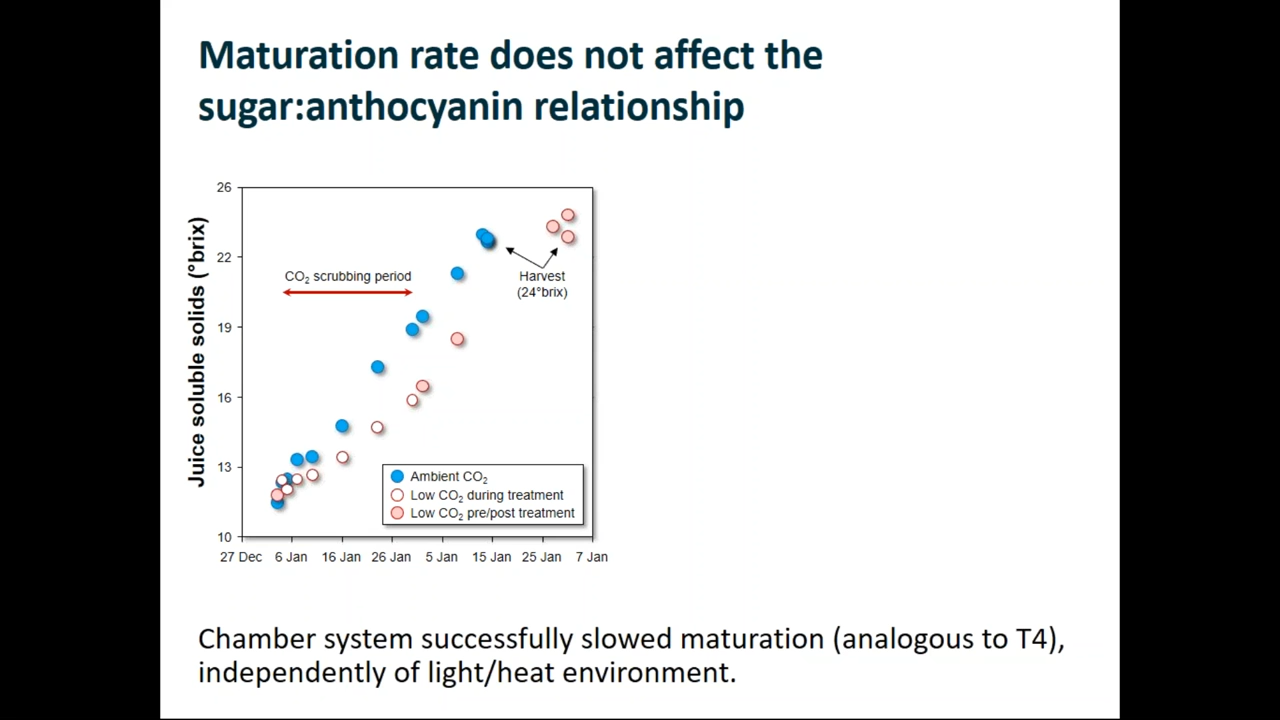 Maturation rate does not affect the
sugar:anthocyanin relationship
Juice soluble solids (°brix)
26
22
19
16
13
10
CO₂ scrubbing period
Harvest
(24°brix)
Ambient CO₂
Low CO₂ during treatment
Low CO₂ pre/post treatment
27 Dec 6 Jan 16 Jan 26 Jan 5 Jan 15 Jan 25 Jan 7 Jan
Chamber system successfully slowed maturation (analogous to T4),
independently of light/heat environment.